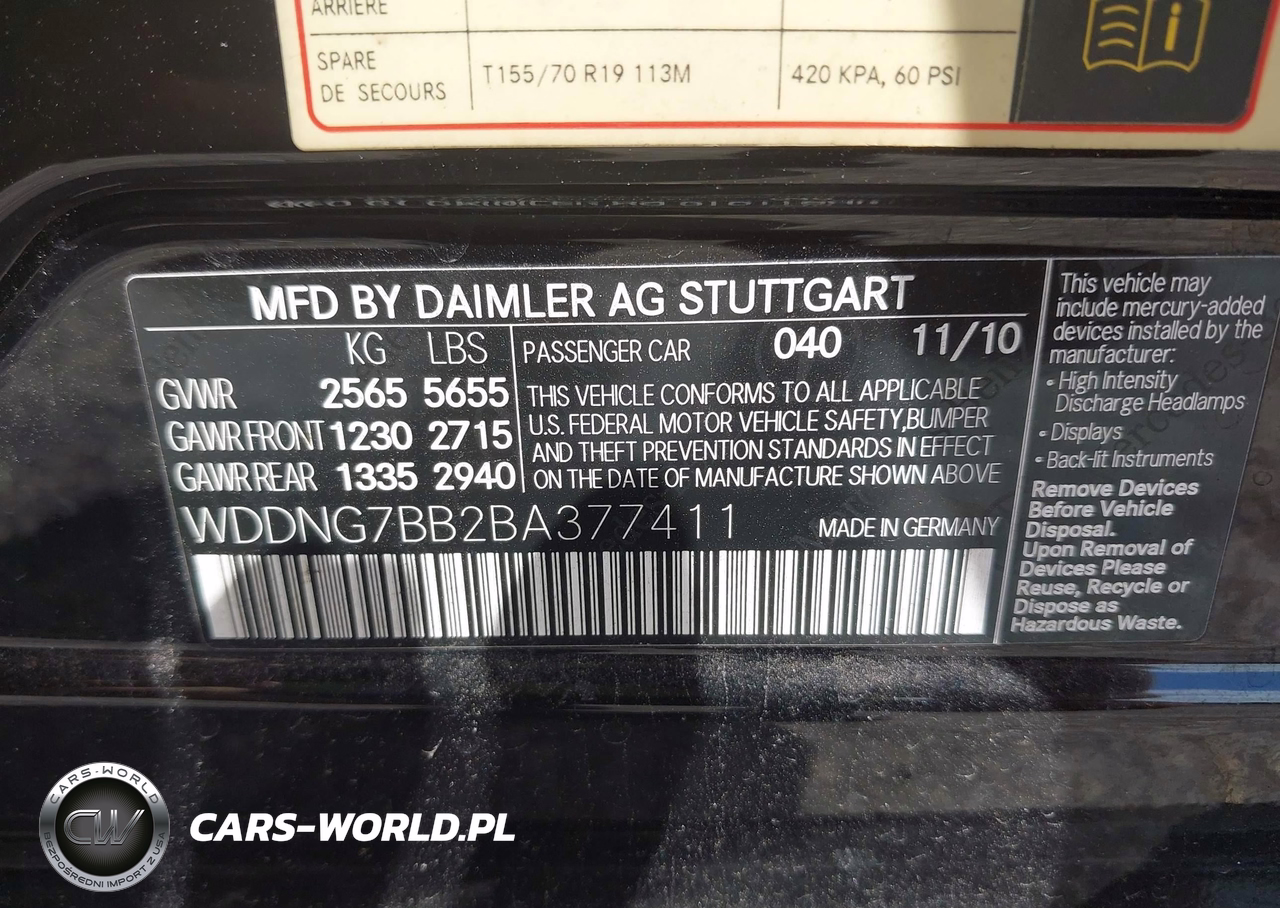 ARRIÈRE
SPARE
DE SECOURS
T155/70 R19 113M
420 KPA, 60 PSI
MFD BY DAIMLER AG STUTTGART
KG LBS
GVWR 2565 5655
GAWR FRONT 1230 2715
GAWR REAR 1335 2940
PASSENGER CAR 040 11/10
THIS VEHICLE CONFORMS TO ALL APPLICABLE
U.S. FEDERAL MOTOR VEHICLE SAFETY, BUMPER
AND THEFT PREVENTION STANDARDS IN EFFECT
ON THE DATE OF MANUFACTURE SHOWN ABOVE
WDDNG7BB2BA377411 MADE IN GERMANY
This vehicle may
include mercury-added
devices installed by the
manufacturer:
• High Intensity
Discharge Headlamps
• Displays
• Back-lit Instruments
Remove Devices
Before Vehicle
Disposal.
Upon Removal of
Devices Please
Reuse, Recycle or
Dispose as
Hazardous Waste.
CARS-WORLD
CW
BEZPOŚREDNI IMPORT Z USA
CARS-WORLD.PL